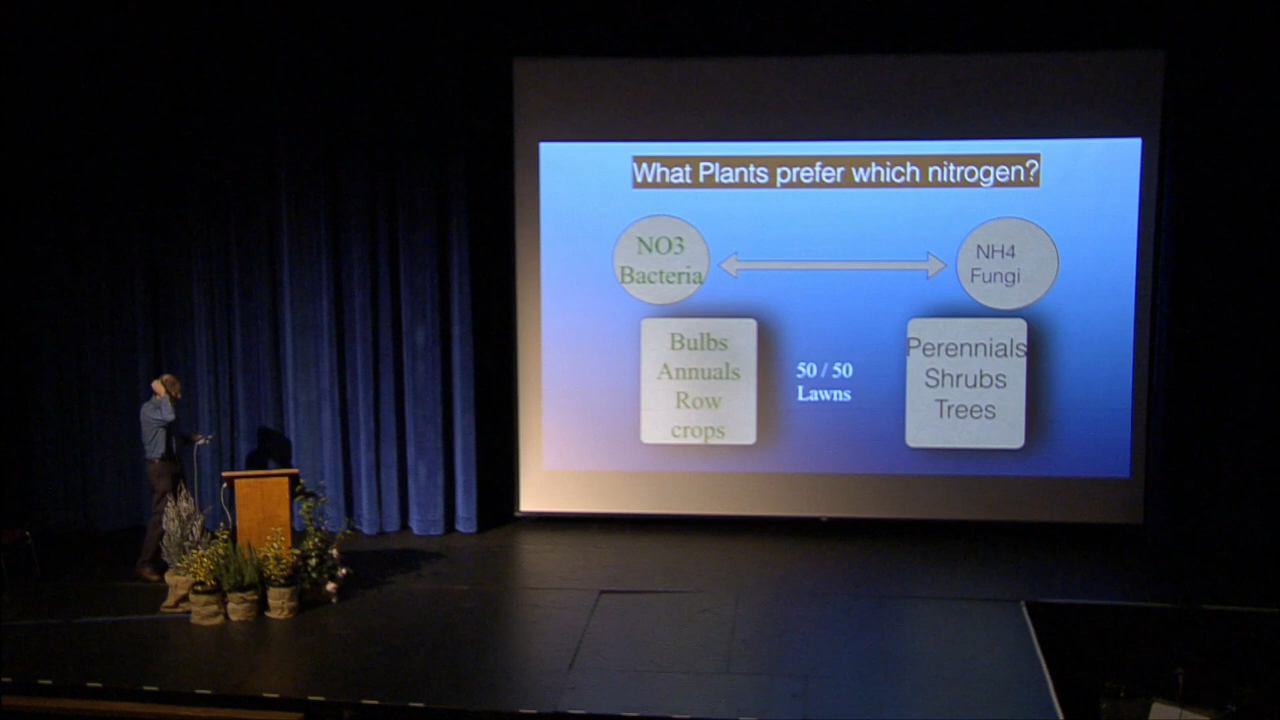 What Plants prefer which nitrogen?
NO3
Bacteria
NH4
Fungi
Bulbs
Annuals
Row
crops
50 / 50
Lawns
Perennials
Shrubs
Trees